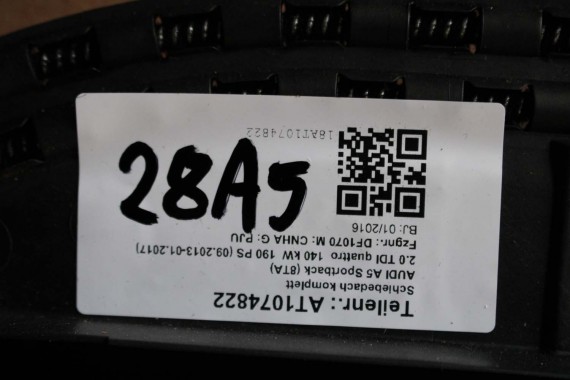 Teilenr.: AT1074822
Schiebedach komplett
AUDI A5 Sportback (8TA)
2.0 TDI quattro 140 kW 190 PS (09.2013-01.2017)
Fzgnr.: DF1070 M: CNHA G: PJU
BJ: 01/2016
18AT1074822
28A5